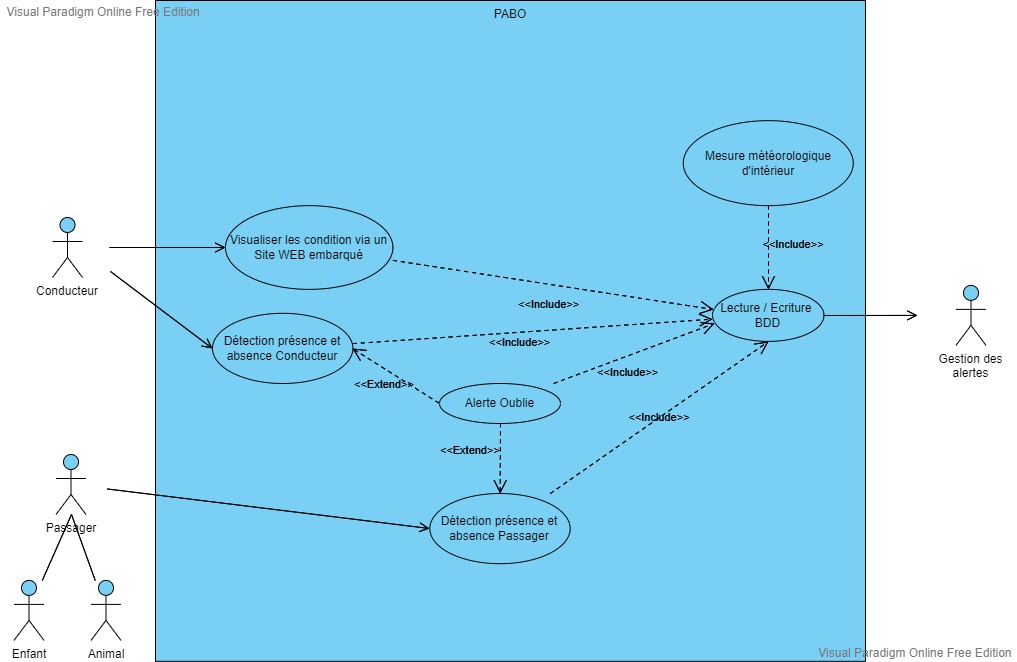 Visual Paradigm Online Free Edition
PABO
Mesure météorologique
d'intérieur
Visualiser les condition via un
Site WEB embarqué
<<Include>>
Conducteur
<<Include>>
Lecture / Ecriture
BDD
Détection présence et
absence Conducteur
<<Include>>
Gestion des
alertes
<<Include>>
<<Extend>>
Alerte Oublie
<<Include>>
<<Extend>>
Passager
Détection présence et
absence Passager
Enfant
Animal
Visual Paradigm Online Free Edition